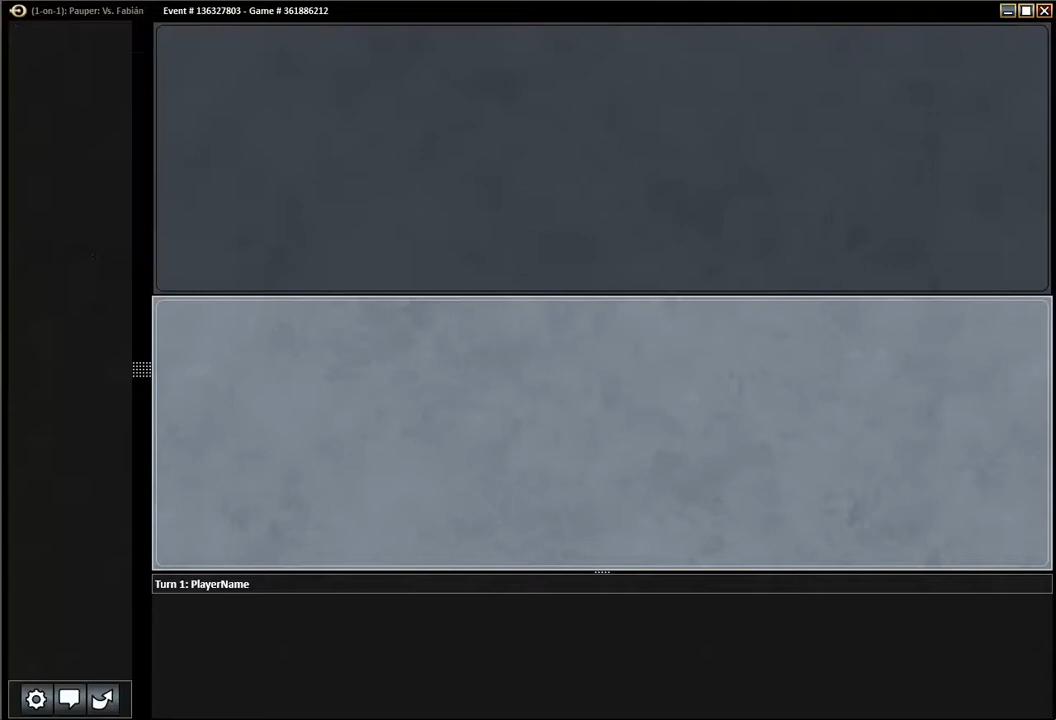 (1-on-1): Pauper: Vs. Fabián
Event # 136327803 - Game # 361886212
Turn 1: PlayerName